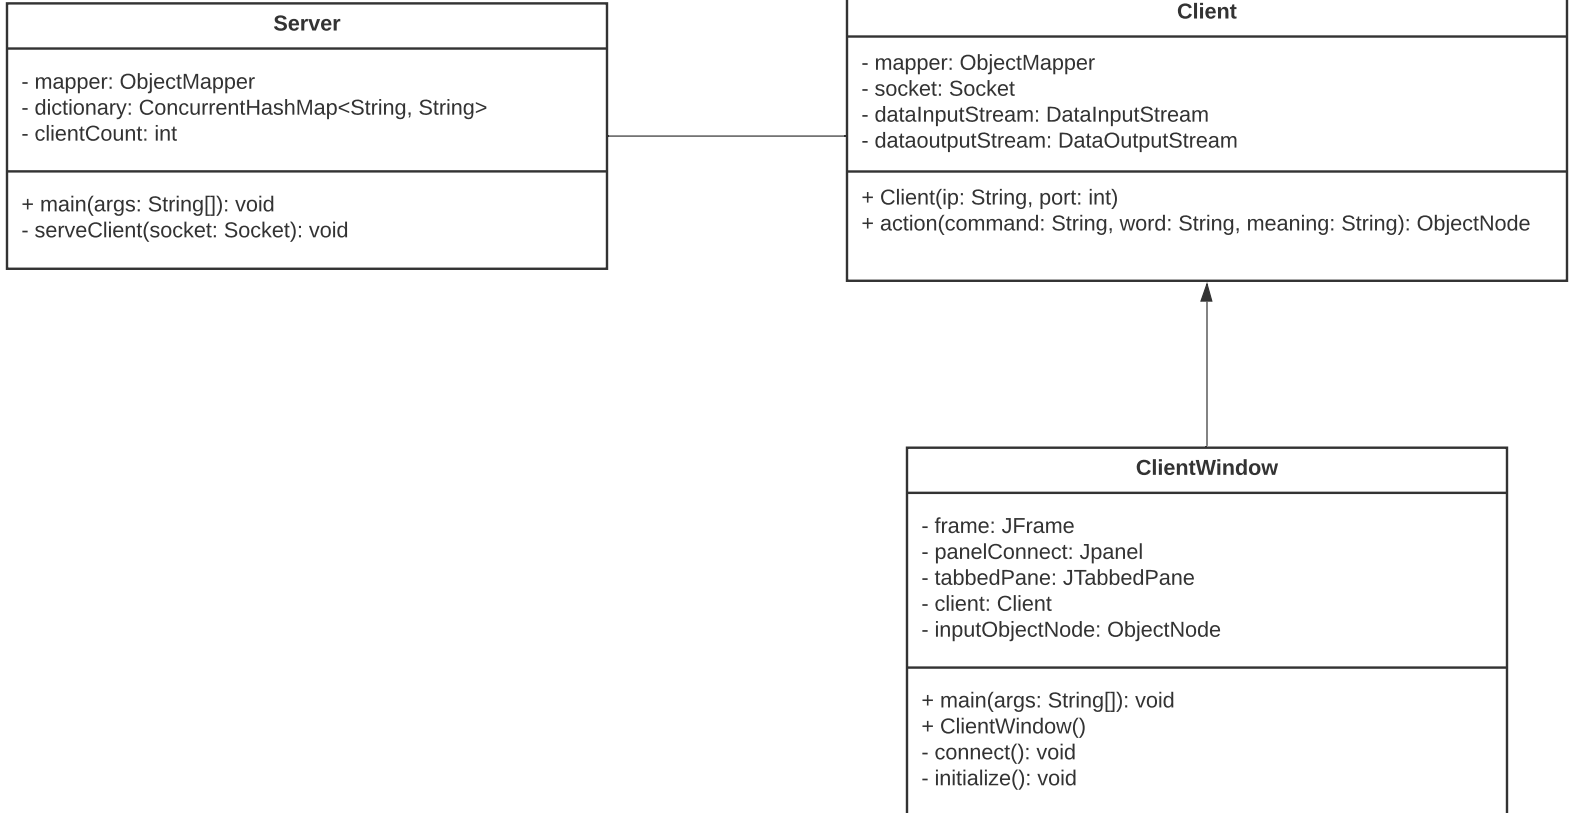 Server
- mapper: ObjectMapper
- dictionary: ConcurrentHashMap<String, String>
- clientCount: int
+ main(args: String[]): void
- serveClient(socket: Socket): void
Client
- mapper: ObjectMapper
- socket: Socket
- dataInputStream: DataInputStream
- dataoutputStream: DataOutputStream
+ Client(ip: String, port: int)
+ action(command: String, word: String, meaning: String): ObjectNode
ClientWindow
- frame: JFrame
- panelConnect: Jpanel
- tabbedPane: JTabbedPane
- client: Client
- inputObjectNode: ObjectNode
+ main(args: String[]): void
+ ClientWindow()
- connect(): void
- initialize(): void